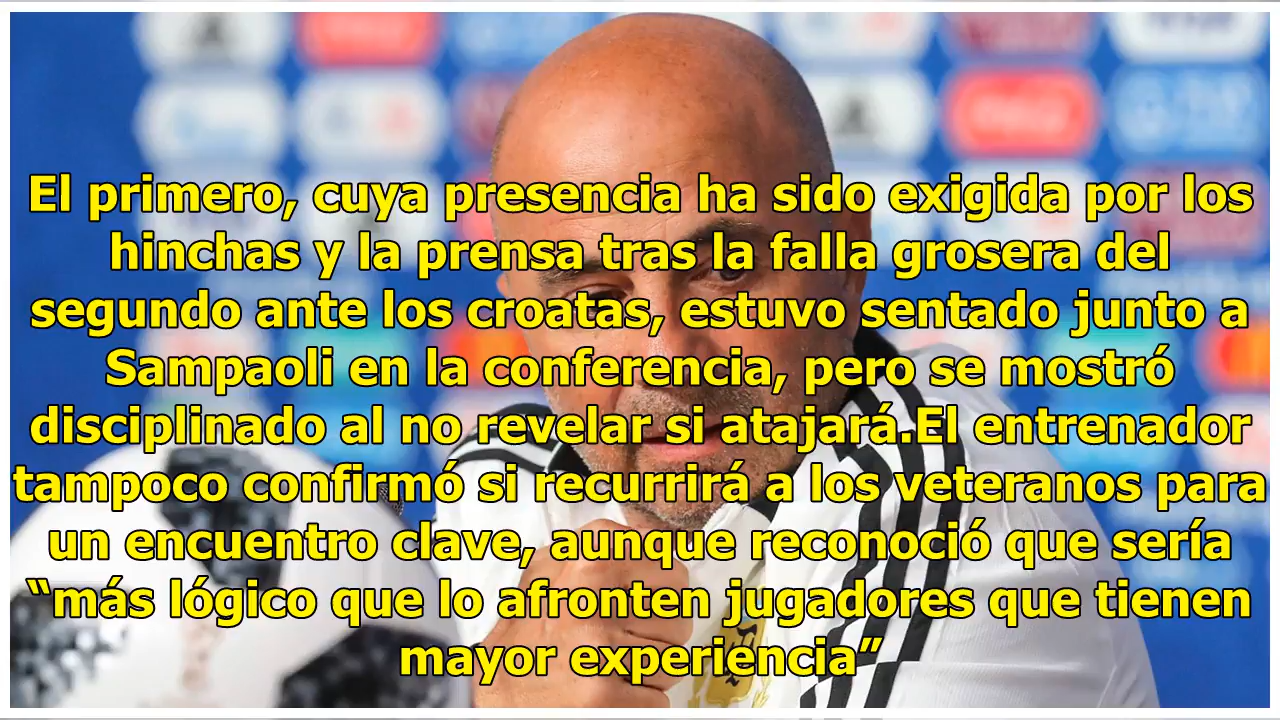 El primero, cuya presencia ha sido exigida por los
hinchas y la prensa tras la falla grosera del
segundo ante los croatas, estuvo sentado junto a
Sampaoli en la conferencia, pero se mostró
disciplinado al no revelar si atajará.El entrenador
tampoco confirmó si recurrirá a los veteranos para
un encuentro clave, aunque reconoció que sería
“más lógico que lo afronten jugadores que tienen
mayor experiencia”